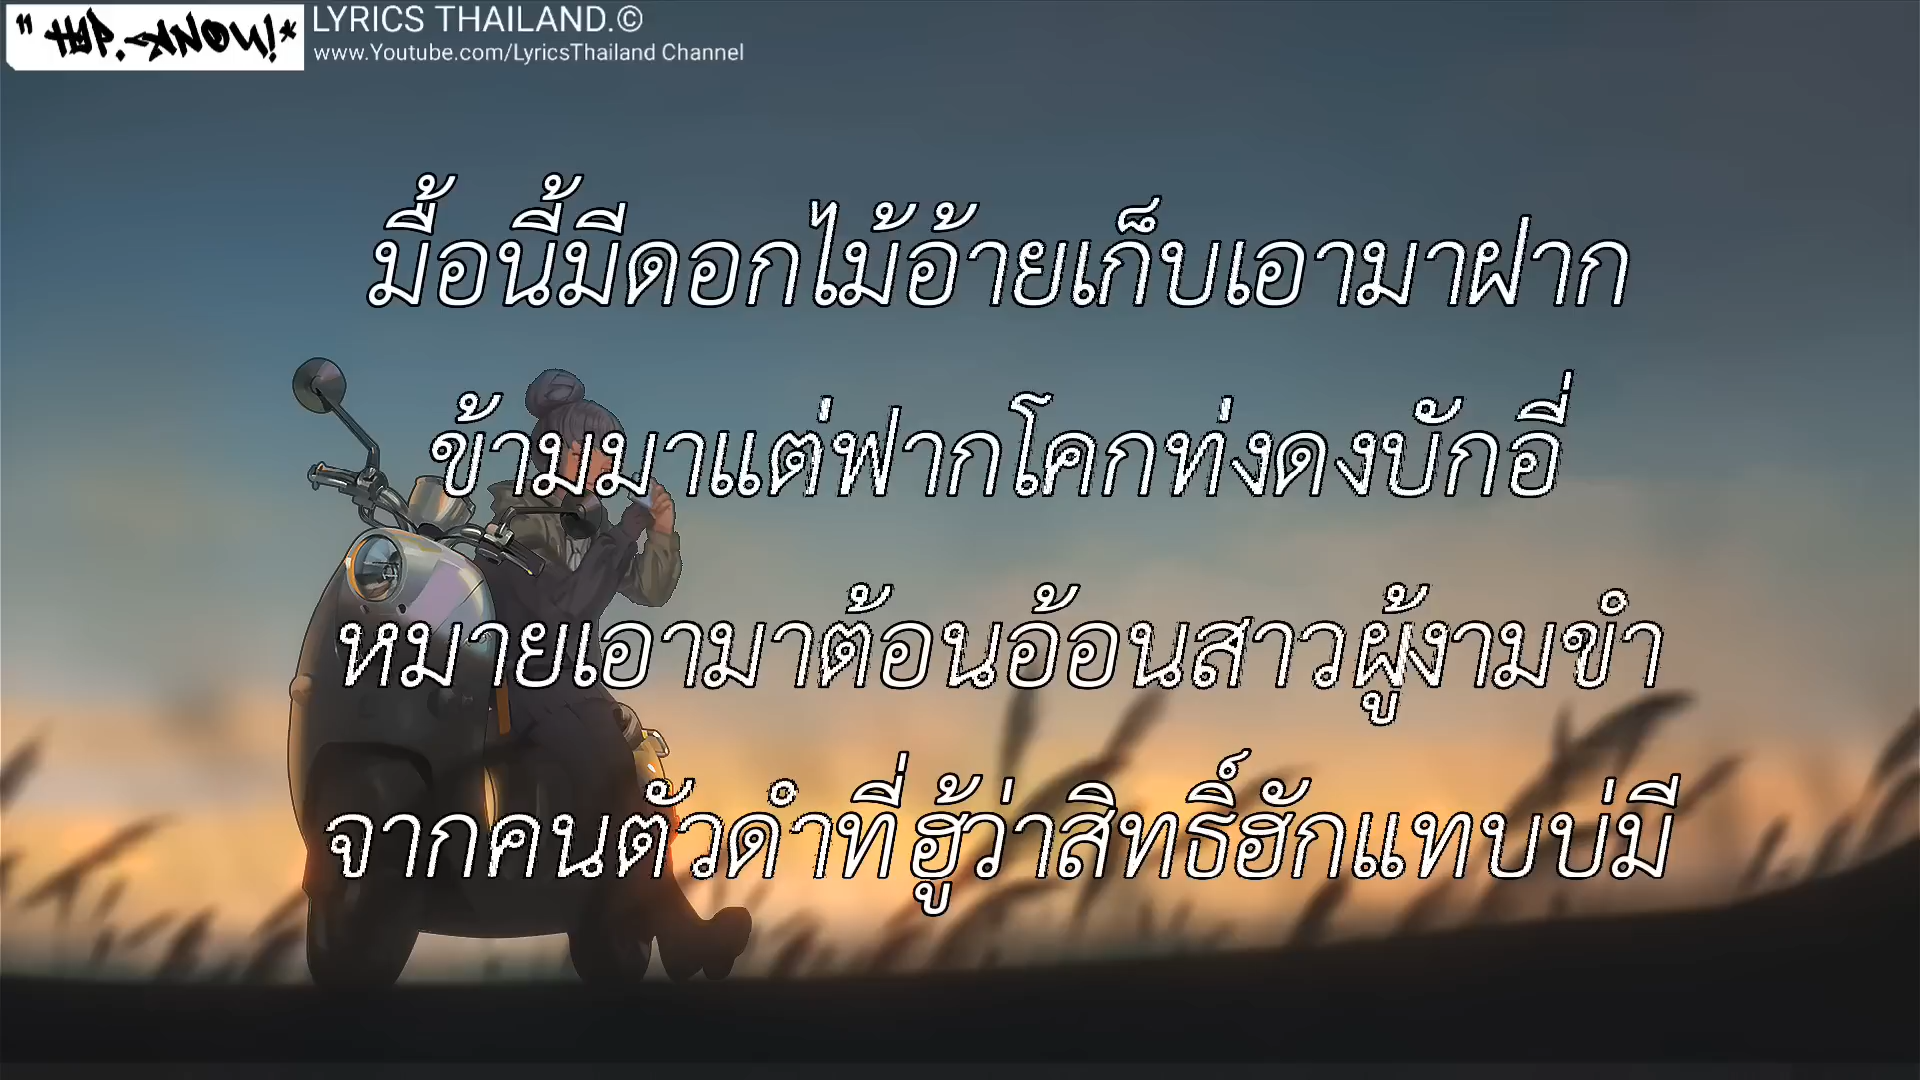 "HIP.-KNOW!*
LYRICS THAILAND.©
www.Youtube.com/LyricsThailand Channel
มื้อนี้มีดอกไม้อ้ายเก็บเอามาฝาก
ข้ามมาแต่ฟากโคกท่งดงบักอี่
หมายเอามาต้อนอ้อนสาวผู้งามขำ
จากคนตัวดำที่ฮู้ว่าสิทธิ์ฮักแทบบ่มี